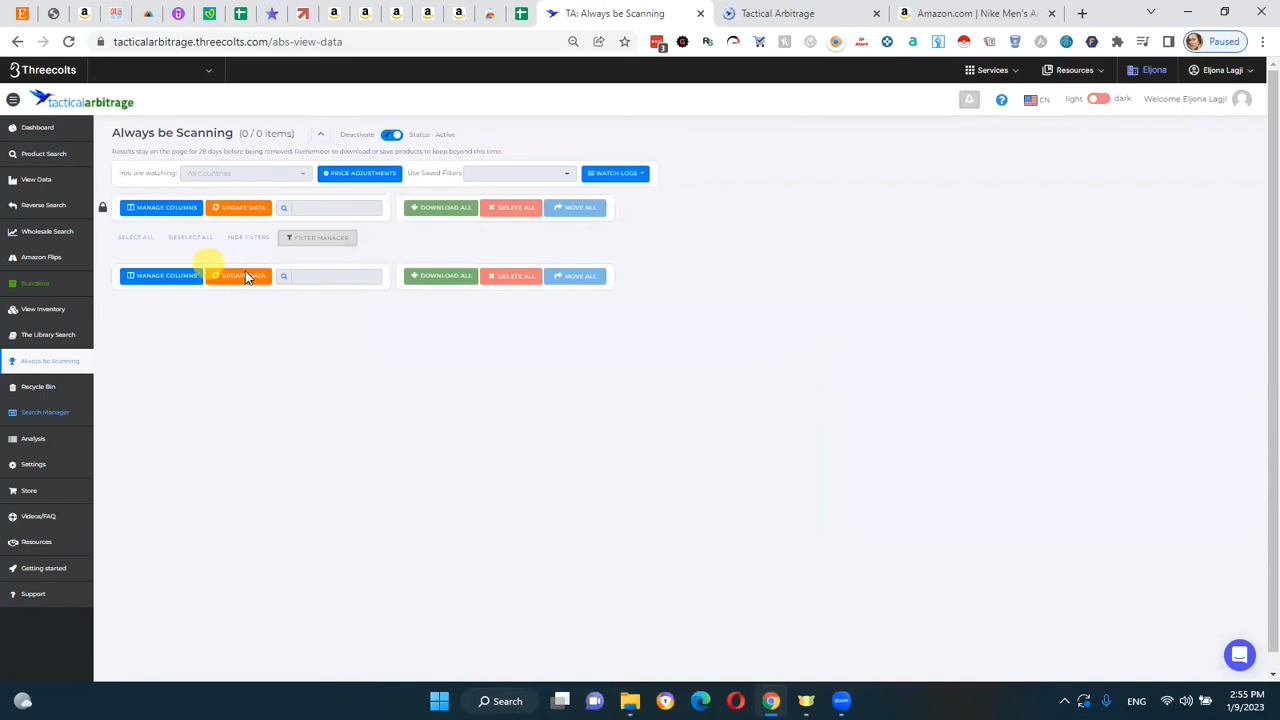 TA: Always be Scanning
Tactical Arbitrage
Amazon.com | Nike Men's A
tacticalarbitrage.threecolts.com/abs-view-data
3
Paused
Threecolts
Services
Resources
Eljona
Eljona Lagji
tacticalarbitrage
EN
light
dark
Welcome Eljona Lagji
Dashboard
Product Search
View Data
Reverse Search
Wholesale Search
Amazon Flips
Bundling
View Inventory
The Library Search
Always be Scanning
Recycle Bin
Search Manager
Analysis
Settings
Store
Videos/FAQ
Resources
Getting started
Support
Always be Scanning (0 / 0 items)
Deactivate
Status - Active
Results stay on the page for 28 days before being removed. Remember to download or save products to keep beyond this time.
You are watching:
All Countries
PRICE ADJUSTMENTS
Use Saved Filters
WATCH LOGS
MANAGE COLUMNS
UPDATE DATA
DOWNLOAD ALL
DELETE ALL
MOVE ALL
SELECT ALL
DESELECT ALL
HIDE FILTERS
FILTER MANAGER
MANAGE COLUMNS
UPDATE DATA
DOWNLOAD ALL
DELETE ALL
MOVE ALL
Search
zoom
ENG
2:55 PM
1/9/2023